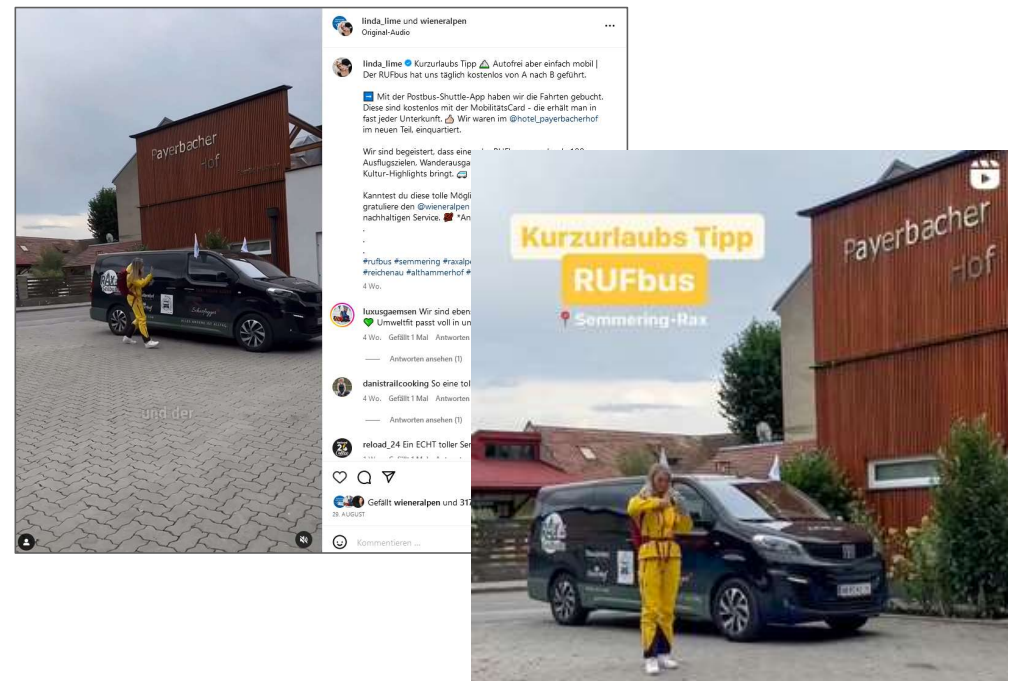 linda_lime und wieneralpen
Original-Audio
linda_lime Kurzurlaubs Tipp Autofrei aber einfach mobil |
Der RUFbus hat uns täglich kostenlos von A nach B geführt.
Mit der Postbus-Shuttle-App haben wir die Fahrten gebucht.
Diese sind kostenlos mit der MobilitätsCard - die erhält man in
fast jeder Unterkunft. Wir waren im @hotel_payerbacherhof
im neuen Teil, einquartiert.
Wir sind begeistert, dass eine
Ausflugszielen, Wanderausga
Kultur-Highlights bringt.
Kanntest du diese tolle Mögli
gratuliere den @wieneralpen
nachhaltigen Service. *An
.
.
.
#rufbus #semmering #raxalp
#reichenau #althammerhof #
4 Wo.
luxusgaemsen Wir sind eben
Umweltfit passt voll in un
4 Wo. Gefällt 1 Mal Antworten
Antworten ansehen (1)
danistrailcooking So eine tol
4 Wo. Gefällt 1 Mal Antworten
Antworten ansehen (1)
reload_24 Ein ECHT toller Ser
Gefällt wieneralpen und 317
29. AUGUST
Kommentieren ...
Payerbacher
Hof
RAX
und der
Kurzurlaubs Tipp
RUFbus
Semmering-Rax
Payerbacher
Hof
RAX